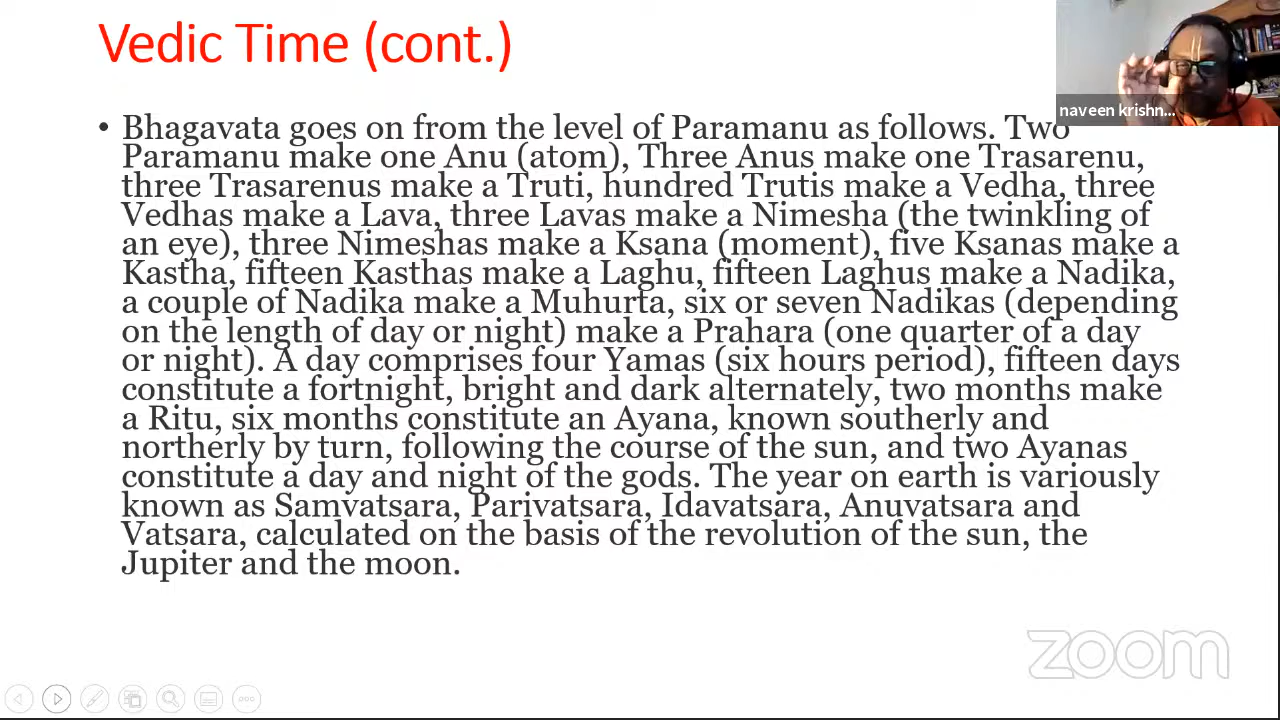 Vedic Time (cont.)
naveen krishn...
• Bhagavata goes on from the level of Paramanu as follows. Two
Paramanu make one Anu (atom), Three Anus make one Trasarenu,
three Trasarenus make a Truti, hundred Trutis make a Vedha, three
Vedhas make a Lava, three Lavas make a Nimesha (the twinkling of
an eye), three Nimeshas make a Ksana (moment), five Ksanas make a
Kastha, fifteen Kasthas make a Laghu, fifteen Laghus make a Nadika,
a couple of Nadika make a Muhurta, six or seven Nadikas (depending
on the length of day or night) make a Prahara (one quarter of a day
or night). A day comprises four Yamas (six hours period), fifteen days
constitute a fortnight, bright and dark alternately, two months make
a Ritu, six months constitute an Ayana, known southerly and
northerly by turn, following the course of the sun, and two Ayanas
constitute a day and night of the gods. The year on earth is variously
known as Samvatsara, Parivatsara, Idavatsara, Anuvatsara and
Vatsara, calculated on the basis of the revolution of the sun, the
Jupiter and the moon.
zoom